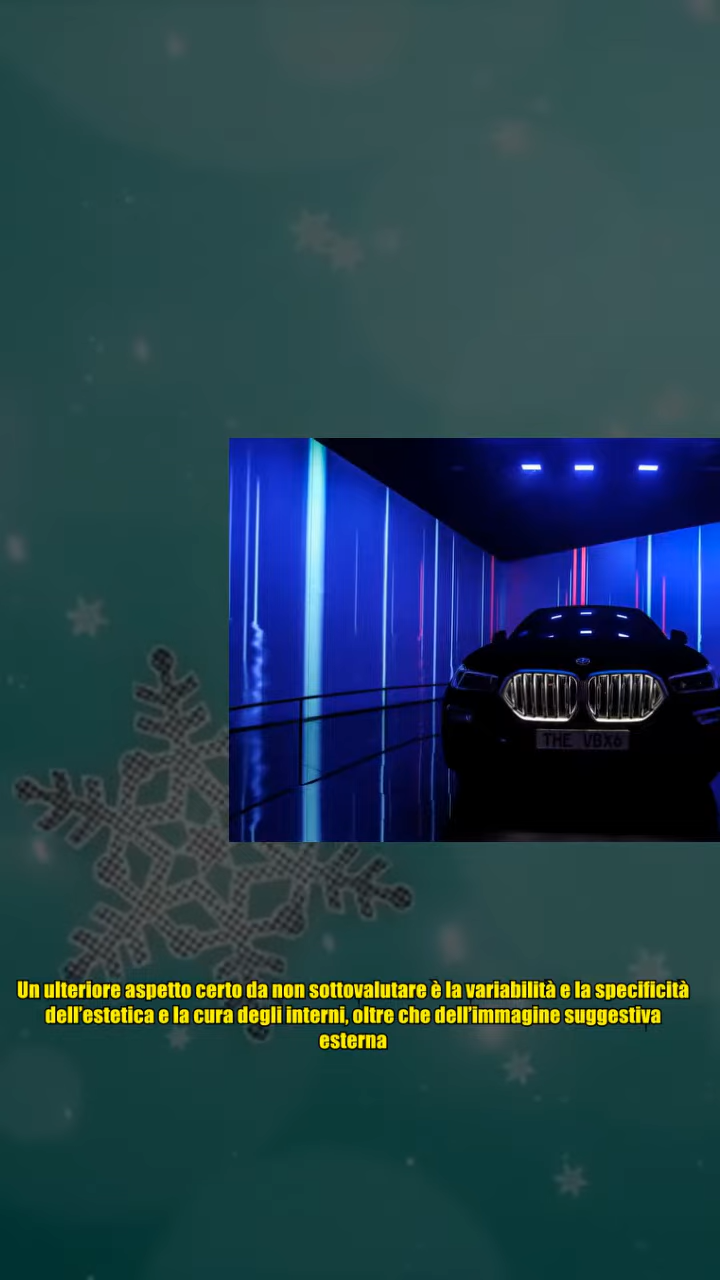 THE VBX6
Un ulteriore aspetto certo da non sottovalutare è la variabilità e la specificità
dell'estetica e la cura degli interni, oltre che dell'immagine suggestiva
esterna